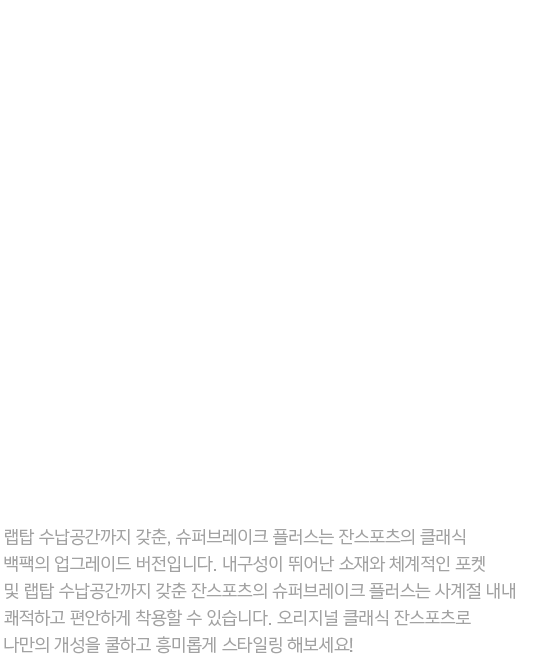 랩탑 수납공간까지 갖춘, 슈퍼브레이크 플러스는 잔스포츠의 클래식
백팩의 업그레이드 버전입니다. 내구성이 뛰어난 소재와 체계적인 포켓
및 랩탑 수납공간까지 갖춘 잔스포츠의 슈퍼브레이크 플러스는 사계절 내내
쾌적하고 편안하게 착용할 수 있습니다. 오리지널 클래식 잔스포츠로
나만의 개성을 쿨하고 흥미롭게 스타일링 해보세요!